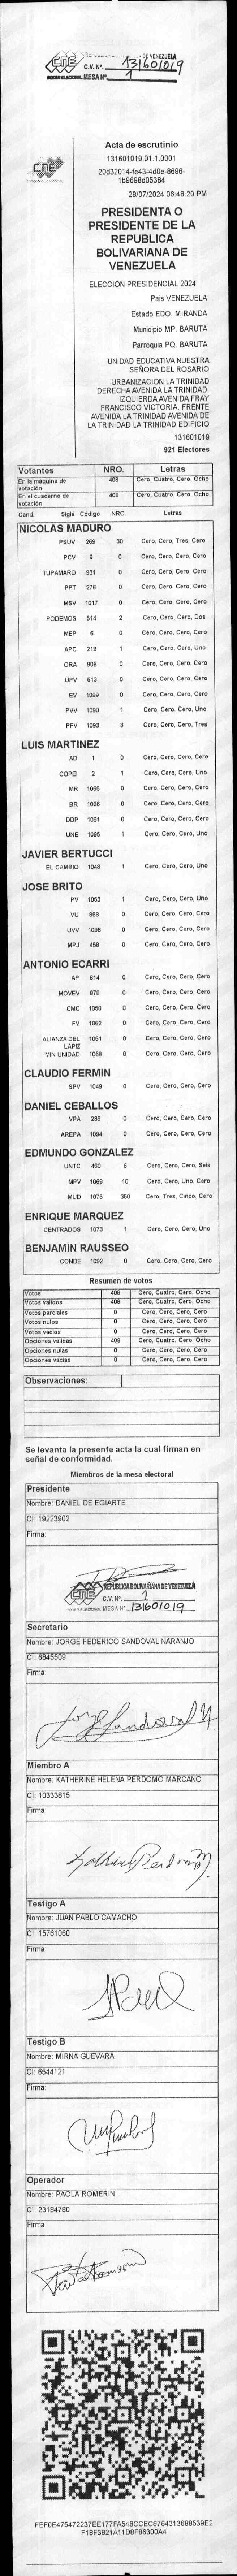 CNE
DE VENEZUELA
PODER ELECTORAL
C.V. Nº. 131601019
MESA Nº. 1
CNE
Acta de escrutinio
131601019.01.1.0001
20d32014-fe43-4d0e-8696-
1b9698d05384
28/07/2024 06:48:20 PM
PRESIDENTA O
PRESIDENTE DE LA
REPUBLICA
BOLIVARIANA DE
VENEZUELA
ELECCIÓN PRESIDENCIAL 2024
País VENEZUELA
Estado EDO. MIRANDA
Municipio MP. BARUTA
Parroquia PQ. BARUTA
UNIDAD EDUCATIVA NUESTRA
SEÑORA DEL ROSARIO
URBANIZACION LA TRINIDAD
DERECHA AVENIDA LA TRINIDAD.
IZQUIERDA AVENIDA FRAY
FRANCISCO VICTORIA. FRENTE
AVENIDA LA TRINIDAD AVENIDA DE
LA TRINIDAD LA TRINIDAD EDIFICIO
131601019
921 Electores
Votantes NRO. Letras
En la máquina de votación 408 Cero, Cuatro, Cero, Ocho
En el cuaderno de votación 408 Cero, Cuatro, Cero, Ocho
Cand. Sigla Código NRO. Letras
NICOLAS MADURO
PSUV 269 30 Cero, Cero, Tres, Cero
PCV 9 0 Cero, Cero, Cero, Cero
TUPAMARO 931 0 Cero, Cero, Cero, Cero
PPT 276 0 Cero, Cero, Cero, Cero
MSV 1017 0 Cero, Cero, Cero, Cero
PODEMOS 514 2 Cero, Cero, Cero, Dos
MEP 6 0 Cero, Cero, Cero, Cero
APC 219 1 Cero, Cero, Cero, Uno
ORA 906 0 Cero, Cero, Cero, Cero
UPV 513 0 Cero, Cero, Cero, Cero
EV 1089 0 Cero, Cero, Cero, Cero
PVV 1090 1 Cero, Cero, Cero, Uno
PFV 1093 3 Cero, Cero, Cero, Tres
LUIS MARTINEZ
AD 1 0 Cero, Cero, Cero, Cero
COPEI 2 1 Cero, Cero, Cero, Uno
MR 1065 0 Cero, Cero, Cero, Cero
BR 1066 0 Cero, Cero, Cero, Cero
DDP 1091 0 Cero, Cero, Cero, Cero
UNE 1095 1 Cero, Cero, Cero, Uno
JAVIER BERTUCCI
EL CAMBIO 1048 1 Cero, Cero, Cero, Uno
JOSE BRITO
PV 1053 1 Cero, Cero, Cero, Uno
VU 968 0 Cero, Cero, Cero, Cero
UVV 1096 0 Cero, Cero, Cero, Cero
MPJ 458 0 Cero, Cero, Cero, Cero
ANTONIO ECARRI
AP 814 0 Cero, Cero, Cero, Cero
MOVEV 878 0 Cero, Cero, Cero, Cero
CMC 1050 0 Cero, Cero, Cero, Cero
FV 1062 0 Cero, Cero, Cero, Cero
ALIANZA DEL LAPIZ 1051 0 Cero, Cero, Cero, Cero
MIN UNIDAD 1068 0 Cero, Cero, Cero, Cero
CLAUDIO FERMIN
SPV 1049 0 Cero, Cero, Cero, Cero
DANIEL CEBALLOS
VPA 236 0 Cero, Cero, Cero, Cero
AREPA 1094 0 Cero, Cero, Cero, Cero
EDMUNDO GONZALEZ
UNTC 460 6 Cero, Cero, Cero, Seis
MPV 1069 10 Cero, Cero, Uno, Cero
MUD 1075 350 Cero, Tres, Cinco, Cero
ENRIQUE MARQUEZ
CENTRADOS 1073 1 Cero, Cero, Cero, Uno
BENJAMIN RAUSSEO
CONDE 1092 0 Cero, Cero, Cero, Cero
Resumen de votos
Votos 408 Cero, Cuatro, Cero, Ocho
Votos validos 408 Cero, Cuatro, Cero, Ocho
Votos parciales 0 Cero, Cero, Cero, Cero
Votos nulos 0 Cero, Cero, Cero, Cero
Votos vacios 0 Cero, Cero, Cero, Cero
Opciones validas 408 Cero, Cuatro, Cero, Ocho
Opciones nulas 0 Cero, Cero, Cero, Cero
Opciones vacias 0 Cero, Cero, Cero, Cero
Observaciones:
Se levanta la presente acta la cual firman en
señal de conformidad.
Miembros de la mesa electoral
Presidente
Nombre: DANIEL DE EGIARTE
CI: 19223902
Firma:
CNE REPÚBLICA BOLIVARIANA DE VENEZUELA
PODER ELECTORAL
C.V. Nº. 1
MESA Nº. 131601019
Secretario
Nombre: JORGE FEDERICO SANDOVAL NARANJO
CI: 6845509
Firma:
Jorge Sandoval N
Miembro A
Nombre: KATHERINE HELENA PERDOMO MARCANO
CI: 10333815
Firma:
Katherine Perdomo M.
Testigo A
Nombre: JUAN PABLO CAMACHO
CI: 15761060
Firma:
Testigo B
Nombre: MIRNA GUEVARA
CI: 6544121
Firma:
Operador
Nombre: PAOLA ROMERIN
CI: 23184780
Firma:
Paola Romerin
FEF0E475472237EE177FA548CCEC6764313688539E2
F18F3821A11DBF86300A4